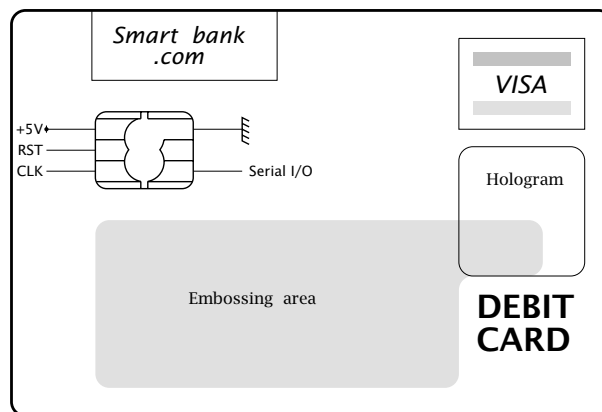 Smart bank
.com
VISA
+5V
RST
CLK
Serial I/O
Hologram
Embossing area
DEBIT
CARD